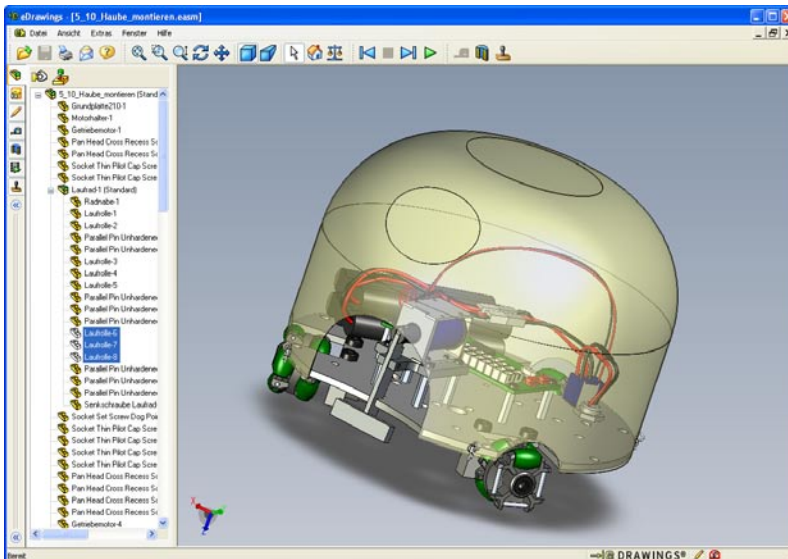 eDrawings - [5_10_Haube_montieren.easm]
Datei Ansicht Extras Fenster Hilfe
5_10_Haube_montieren (Stand
Grundplatte210-1
Motorhalter-1
Getriebemotor-1
Pan Head Cross Recess Sc
Pan Head Cross Recess Sc
Socket Thin Pilot Cap Scre
Socket Thin Pilot Cap Scre
Laufrad-1 (Standard)
Radnabe-1
Laufrolle-1
Laufrolle-2
Parallel Pin Unhardene
Parallel Pin Unhardene
Laufrolle-3
Laufrolle-4
Laufrolle-5
Parallel Pin Unhardene
Parallel Pin Unhardene
Parallel Pin Unhardene
Laufrolle-6
Laufrolle-7
Laufrolle-8
Parallel Pin Unhardene
Parallel Pin Unhardene
Parallel Pin Unhardene
Senkschraube Laufrad-
Socket Set Screw Dog Poi
Socket Thin Pilot Cap Scre
Socket Thin Pilot Cap Scre
Socket Thin Pilot Cap Scre
Socket Thin Pilot Cap Scre
Pan Head Cross Recess Sc
Pan Head Cross Recess Sc
Pan Head Cross Recess Sc
Getriebemotor-4
Bereit
DRAWINGS®